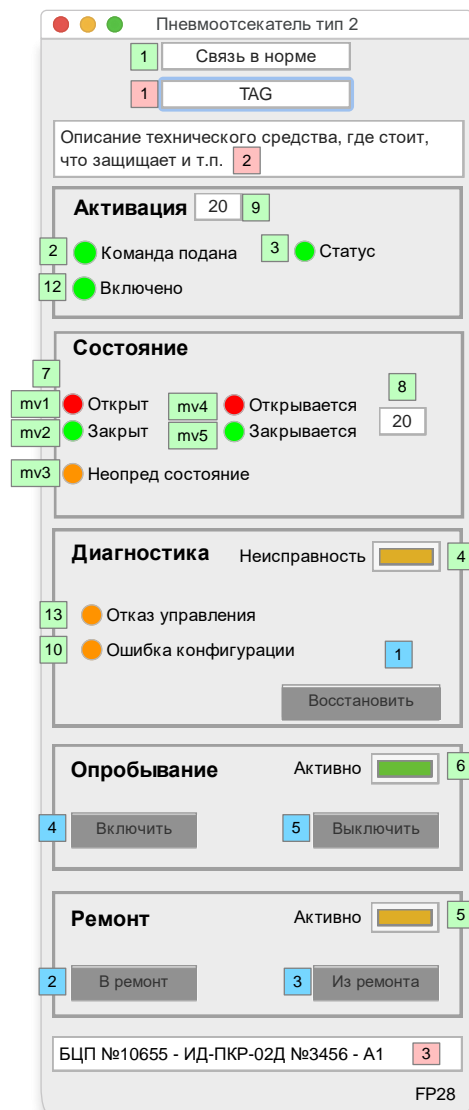 Пневмоотсекатель тип 2
1 Связь в норме
1 TAG
Описание технического средства, где стоит,
что защищает и т.п. 2
Активация 20 9
2 Команда подана 3 Статус
12 Включено
Состояние
7 8
mv1 Открыт mv4 Открывается
mv2 Закрыт mv5 Закрывается 20
mv3 Неопред состояние
Диагностика Неисправность 4
13 Отказ управления
10 Ошибка конфигурации 1
Восстановить
Опробывание Активно 6
4 Включить 5 Выключить
Ремонт Активно 5
2 В ремонт 3 Из ремонта
БЦП №10655 - ИД-ПКР-02Д №3456 - А1 3
FP28